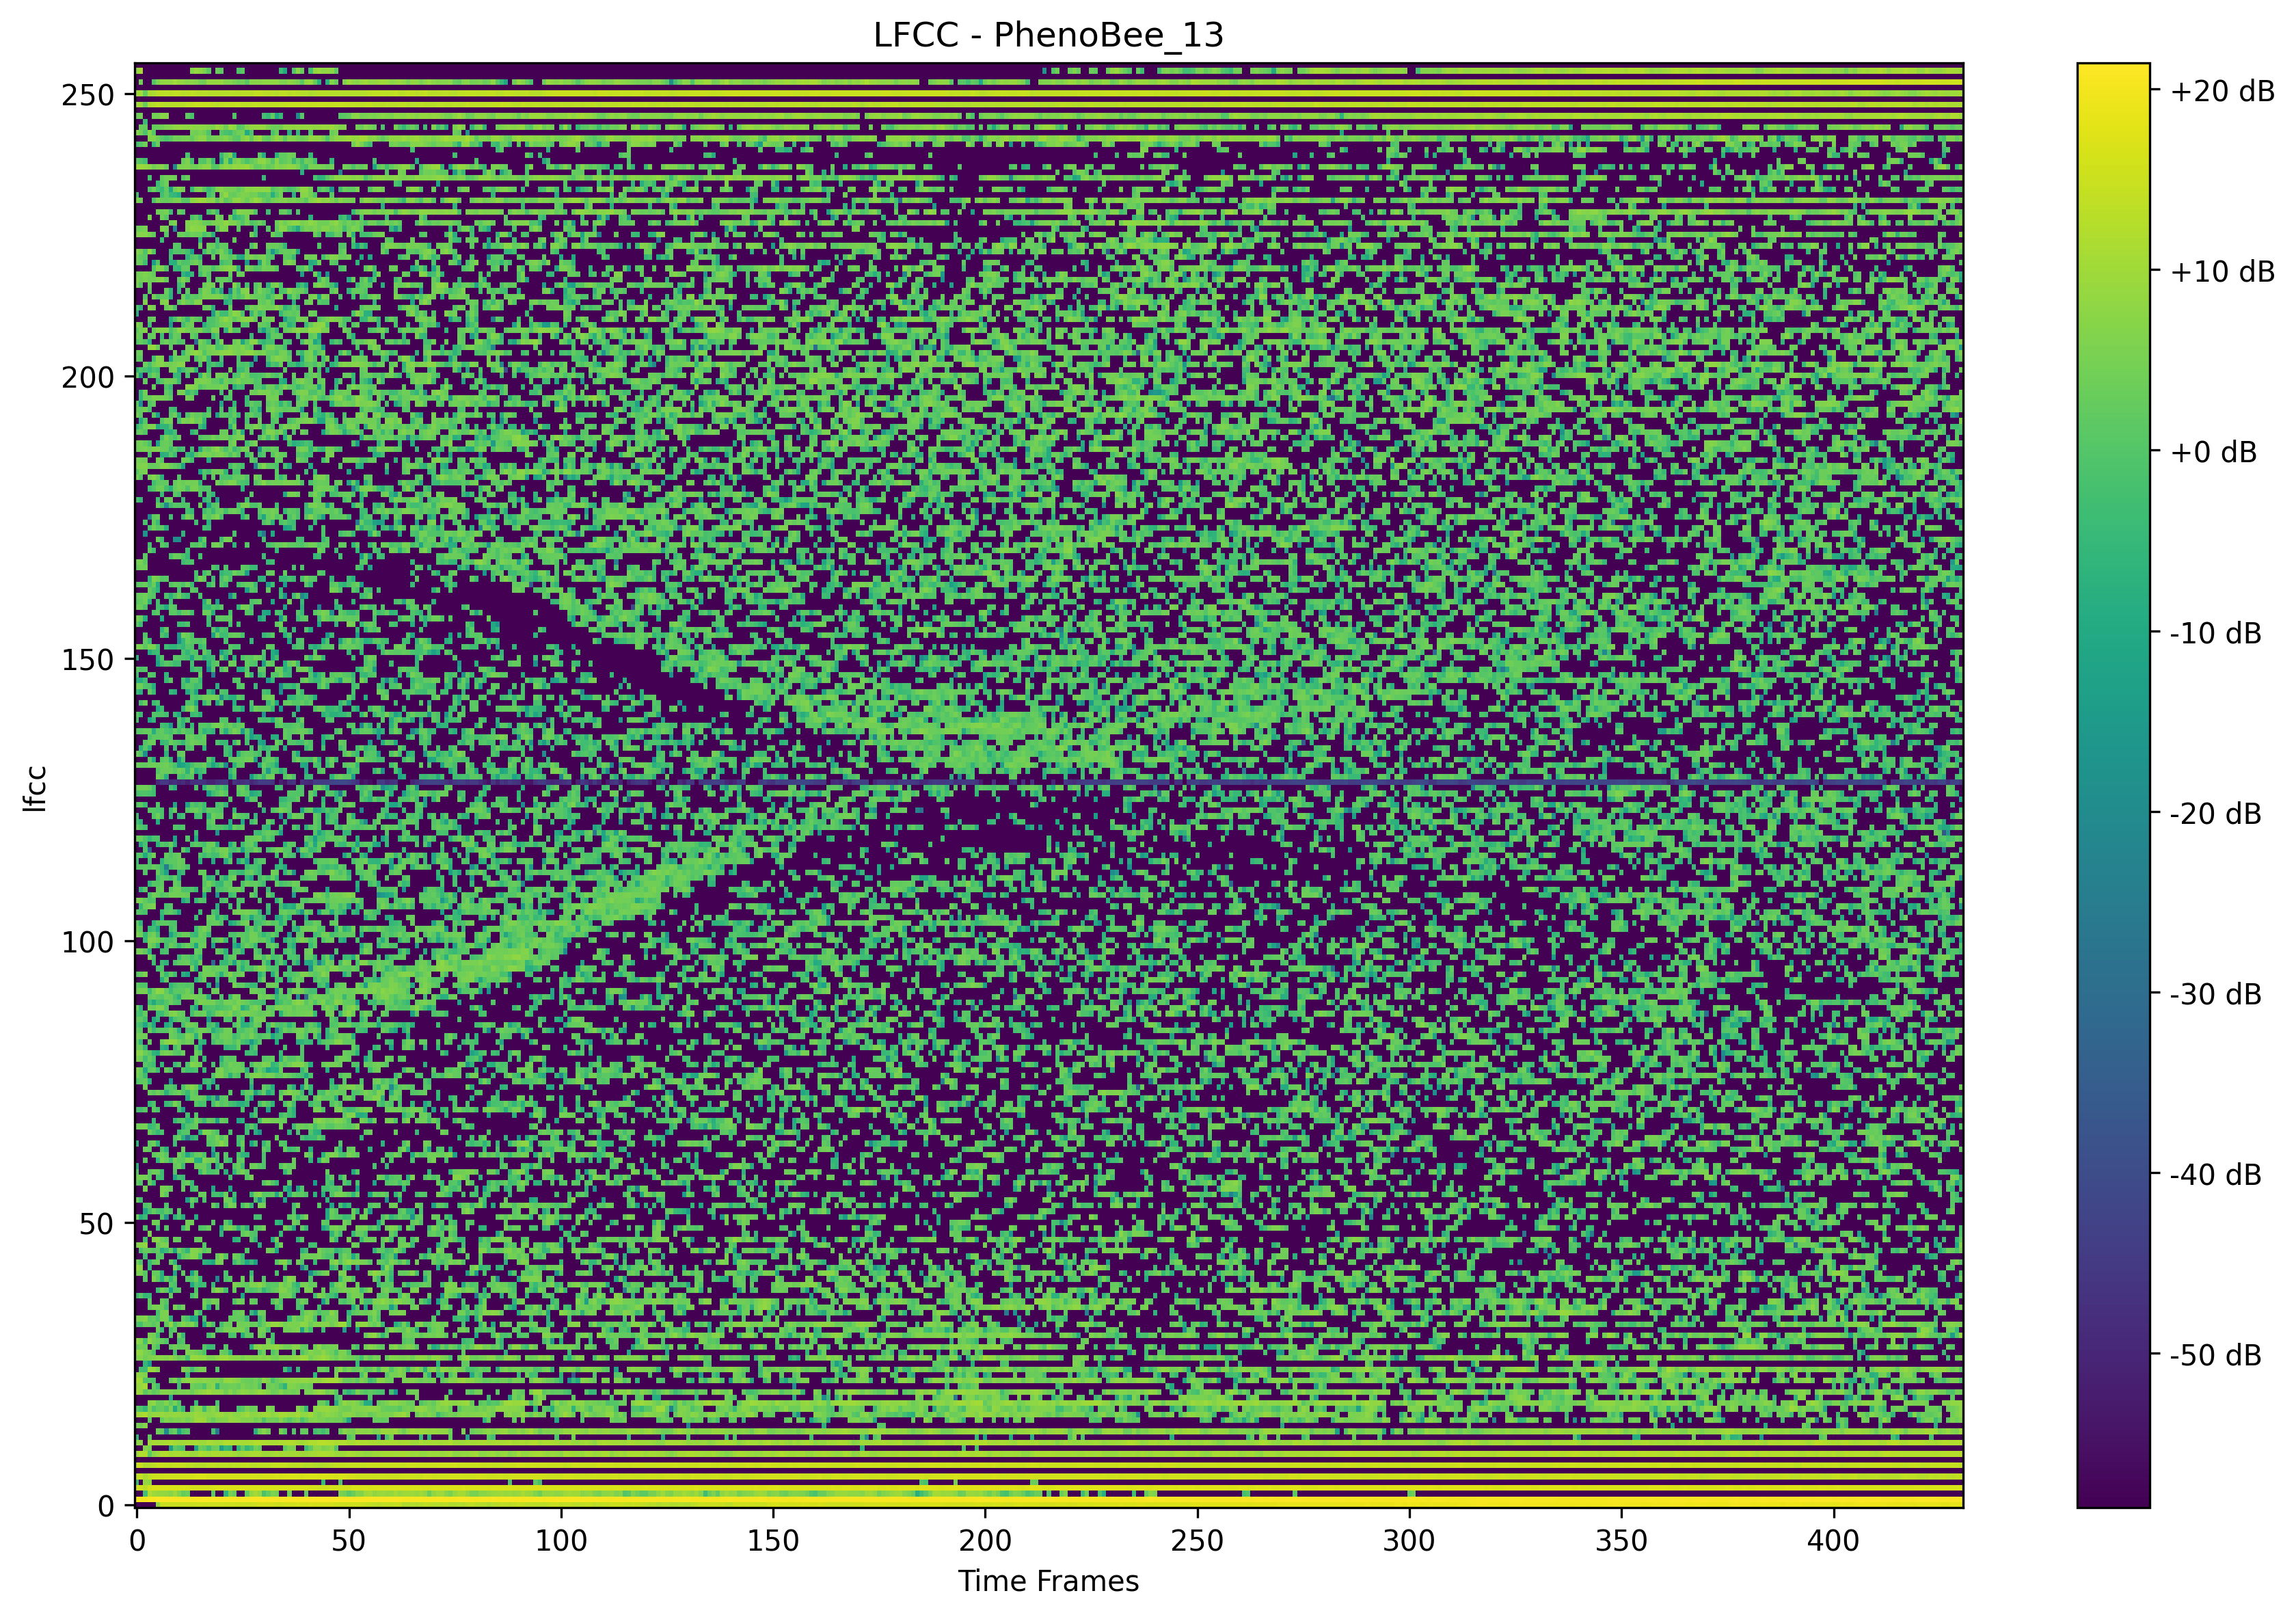 LFCC - PhenoBee_13
250
200
150
100
50
0
lfcc
0 50 100 150 200 250 300 350 400
Time Frames
+20 dB
+10 dB
+0 dB
-10 dB
-20 dB
-30 dB
-40 dB
-50 dB